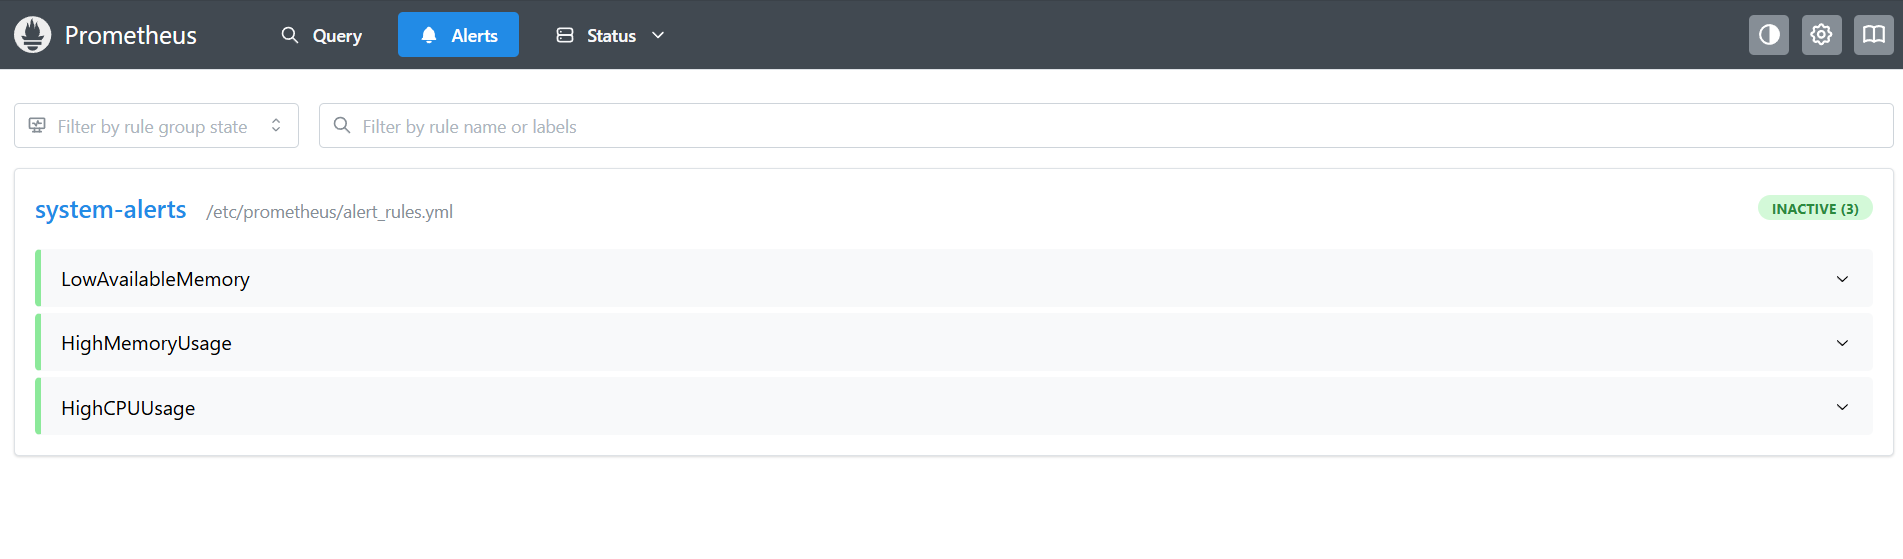 Prometheus Query Alerts Status
Filter by rule group state Filter by rule name or labels
system-alerts /etc/prometheus/alert_rules.yml INACTIVE (3)
LowAvailableMemory
HighMemoryUsage
HighCPUUsage